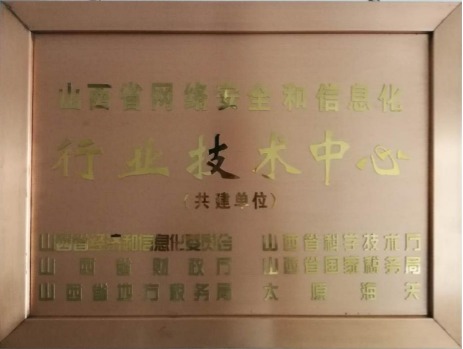 山西省网络安全和信息化
行业技术中心
(共建单位)
山西省经济和信息化委员会 山西省科学技术厅
山西省财政厅 山西省国家税务局
山西省地方税务局 太原海天